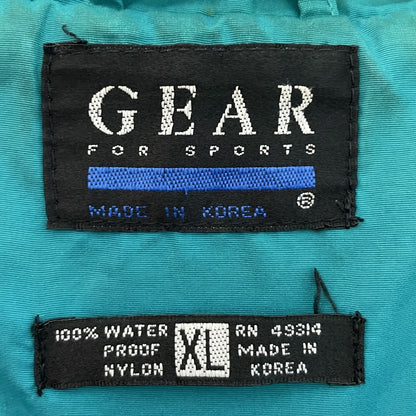 GEAR
FOR SPORTS
MADE IN KOREA ®
100% WATER PROOF NYLON
XL
RN 49314
MADE IN KOREA